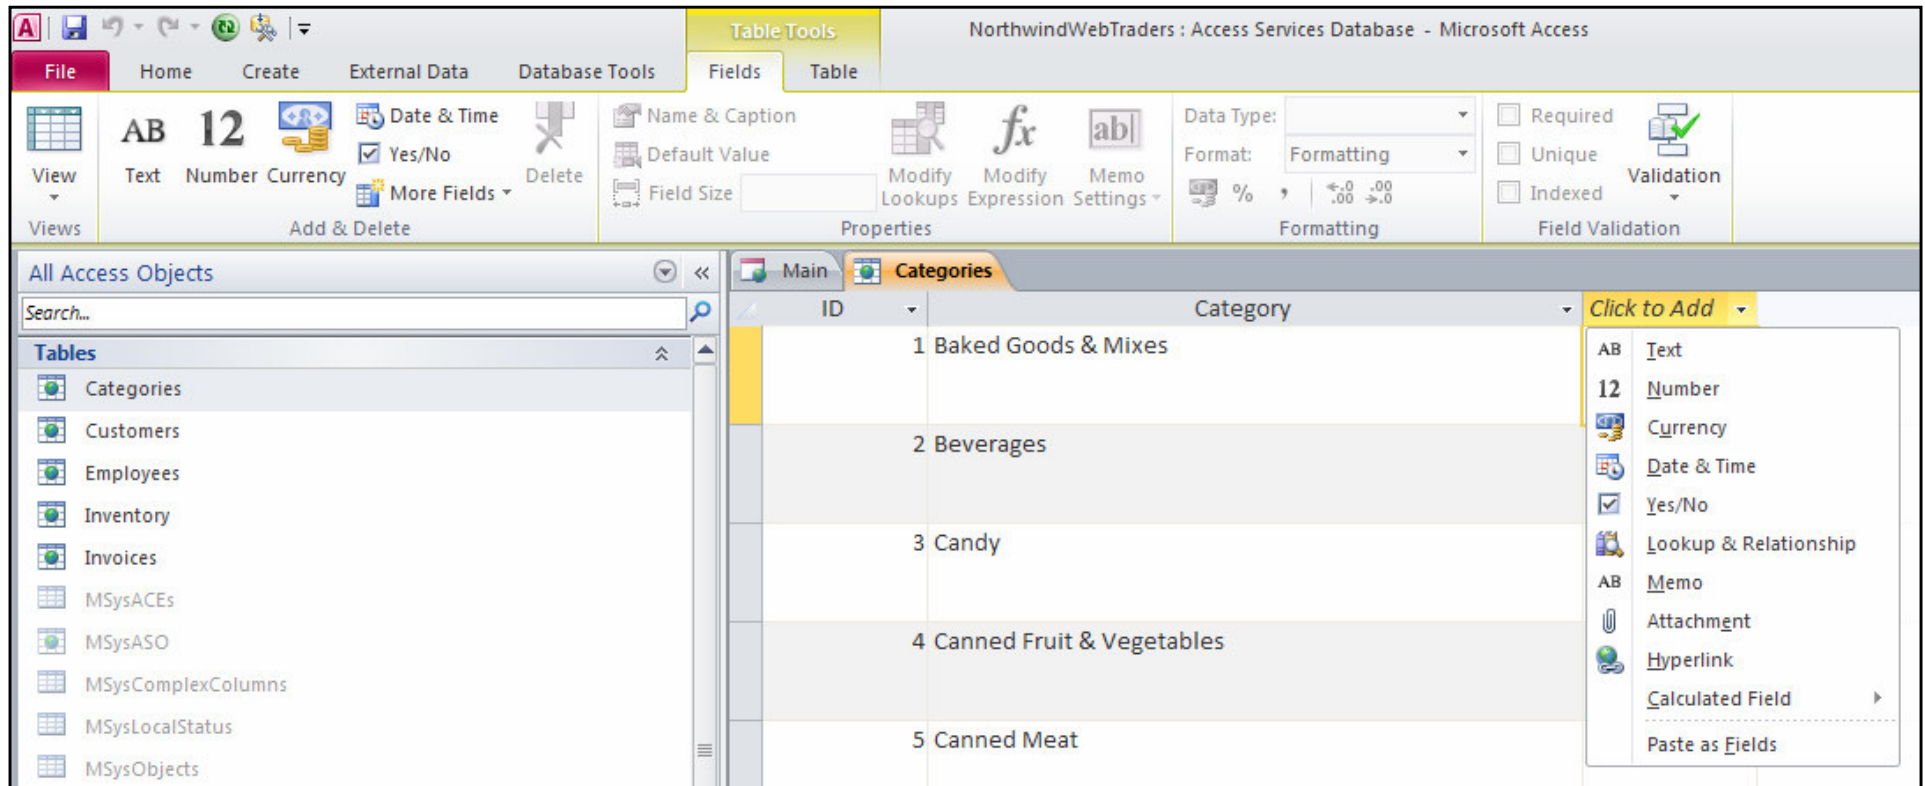 A
Table Tools
NorthwindWebTraders : Access Services Database - Microsoft Access
File Home Create External Data Database Tools Fields Table
View
Views
AB
Text
12
Number
Currency
Date & Time
Yes/No
More Fields
Delete
Add & Delete
Name & Caption
Default Value
Field Size
Modify Lookups
fx
Modify Expression
ab|
Memo Settings
Properties
Data Type:
Format: Formatting
% , .0 .00 .00 .0
Formatting
Required
Unique
Indexed
Validation
Field Validation
All Access Objects «
Search...
Tables
Categories
Customers
Employees
Inventory
Invoices
MSysACEs
MSysASO
MSysComplexColumns
MSysLocalStatus
MSysObjects
Main Categories
ID Category Click to Add
1 Baked Goods & Mixes
2 Beverages
3 Candy
4 Canned Fruit & Vegetables
5 Canned Meat
AB Text
12 Number
Currency
Date & Time
Yes/No
Lookup & Relationship
AB Memo
Attachment
Hyperlink
Calculated Field
Paste as Fields